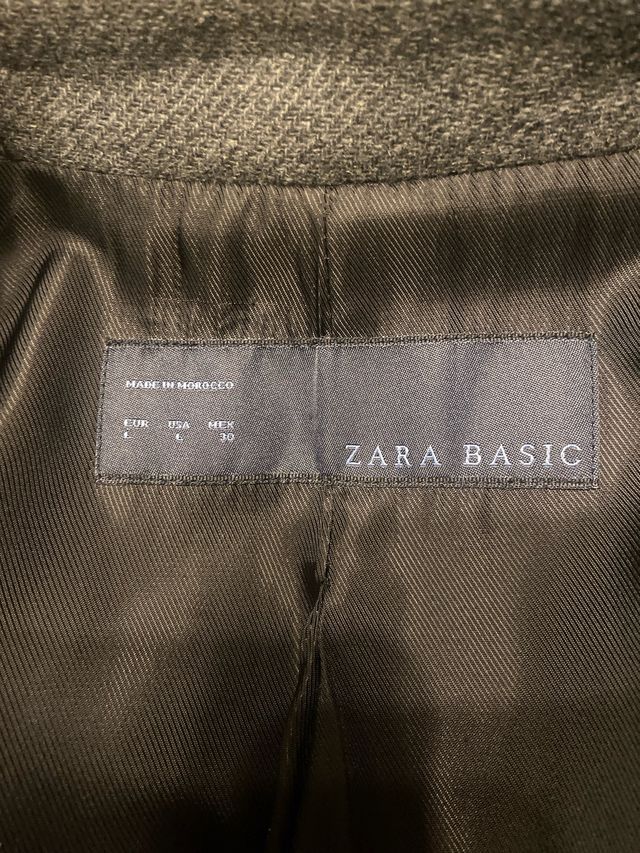 MADE IN MOROCCO
EUR USA MEX
L L 30
ZARA BASIC